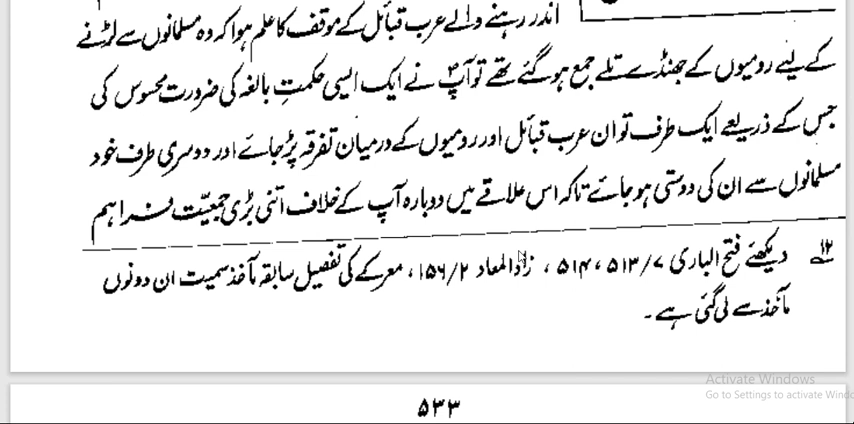 اندر رہنے والے عرب قبائل کے موقف کا علم ہوا کہ وہ مسلمانوں سے لڑنے
کے لیے رومیوں کے جھنڈے تلے جمع ہو گئے تھے تو آپؐ نے ایک ایسی حکمتِ بالغہ کی ضرورت محسوس کی
جس کے ذریعے ایک طرف تو ان عرب قبائل اور رومیوں کے درمیان تفرقہ پڑ جائے اور دوسری طرف خود
مسلمانوں سے ان کی دوستی ہو جائے تاکہ اس علاقے میں دوبارہ آپ کے خلاف اتنی بڑی جمعیّت فراہم
۱۲ دیکھئے فتح الباری ۷/۵۱۳، ۵۱۴، زاد المعاد ۲/۱۵۶، معرکے کی تفصیل سابقہ مآخذ سمیت ان دونوں
مآخذ سے لی گئی ہے۔
Activate Windows
Go to Settings to activate Windo
۵۳۳